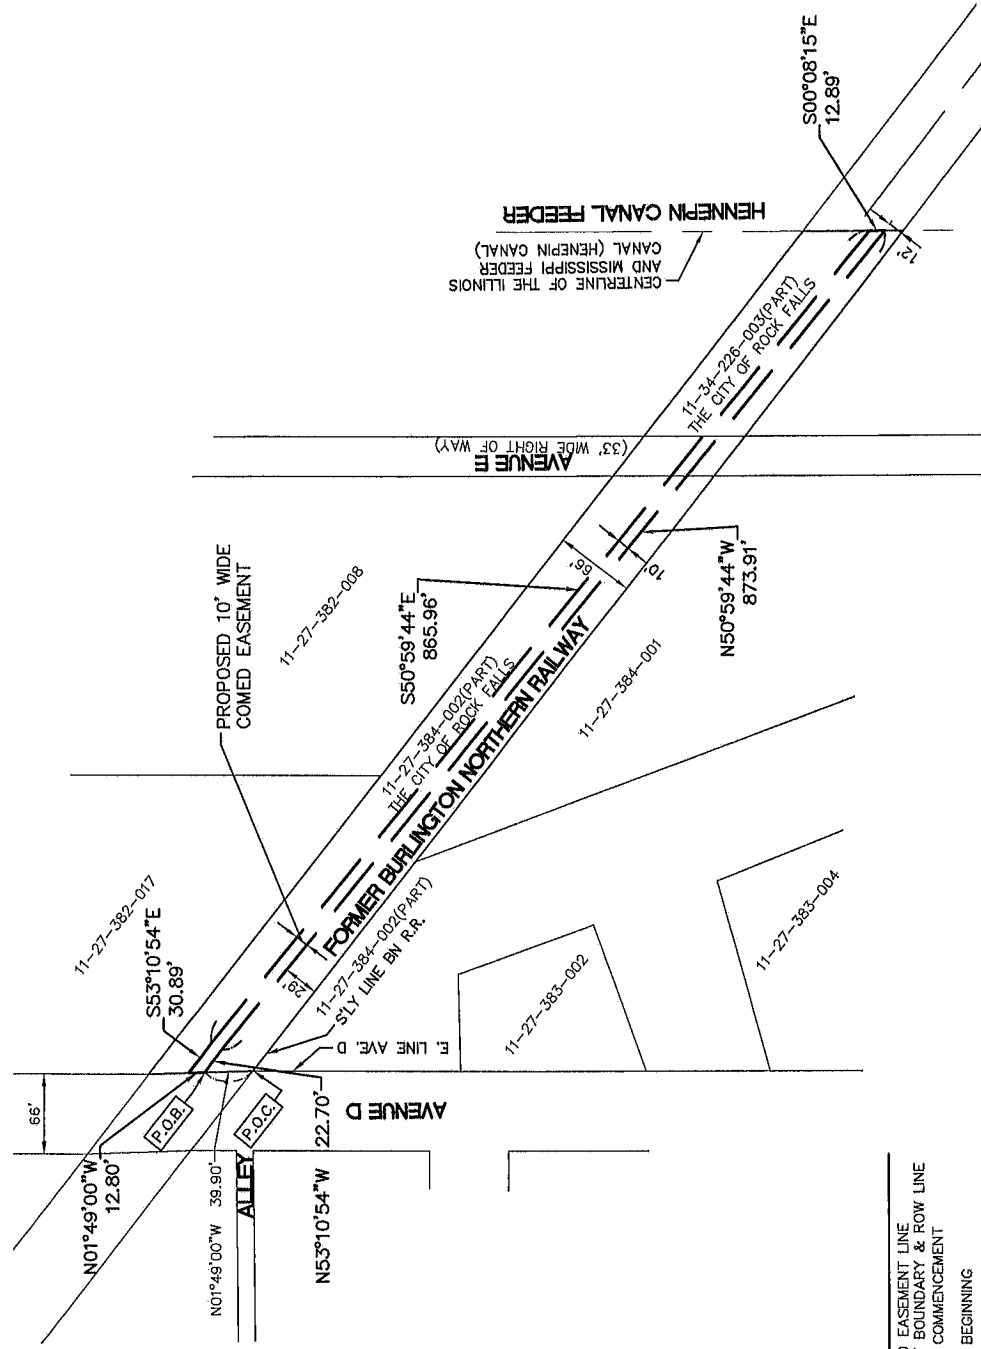 S00°08'15"E
12.89'
HENNEPIN CANAL FEEDER
CENTERLINE OF THE ILLINOIS
AND MISSISSIPPI FEEDER
CANAL (HENEPIN CANAL)
12'
11-34-226-003(PART)
THE CITY OF ROCK FALLS
AVENUE E
(33' WIDE RIGHT OF WAY)
PROPOSED 10' WIDE
COMED EASEMENT
11-27-382-008
S50°59'44"E
865.96'
66'
10'
N50°59'44"W
873.91'
11-27-384-002(PART)
THE CITY OF ROCK FALLS
FORMER BURLINGTON NORTHERN RAILWAY
11-27-384-001
11-27-382-017
S53°10'54"E
30.89'
29'
11-27-384-002(PART)
S'LY LINE BN R.R.
E. LINE AVE. D
11-27-383-002
11-27-383-004
66'
P.O.B.
P.O.C.
AVENUE D
N01°49'00"W
12.80'
N01°49'00"W 39.90'
ALLEY
N53°10'54"W 22.70'
EASEMENT LINE
BOUNDARY & ROW LINE
COMMENCEMENT
BEGINNING